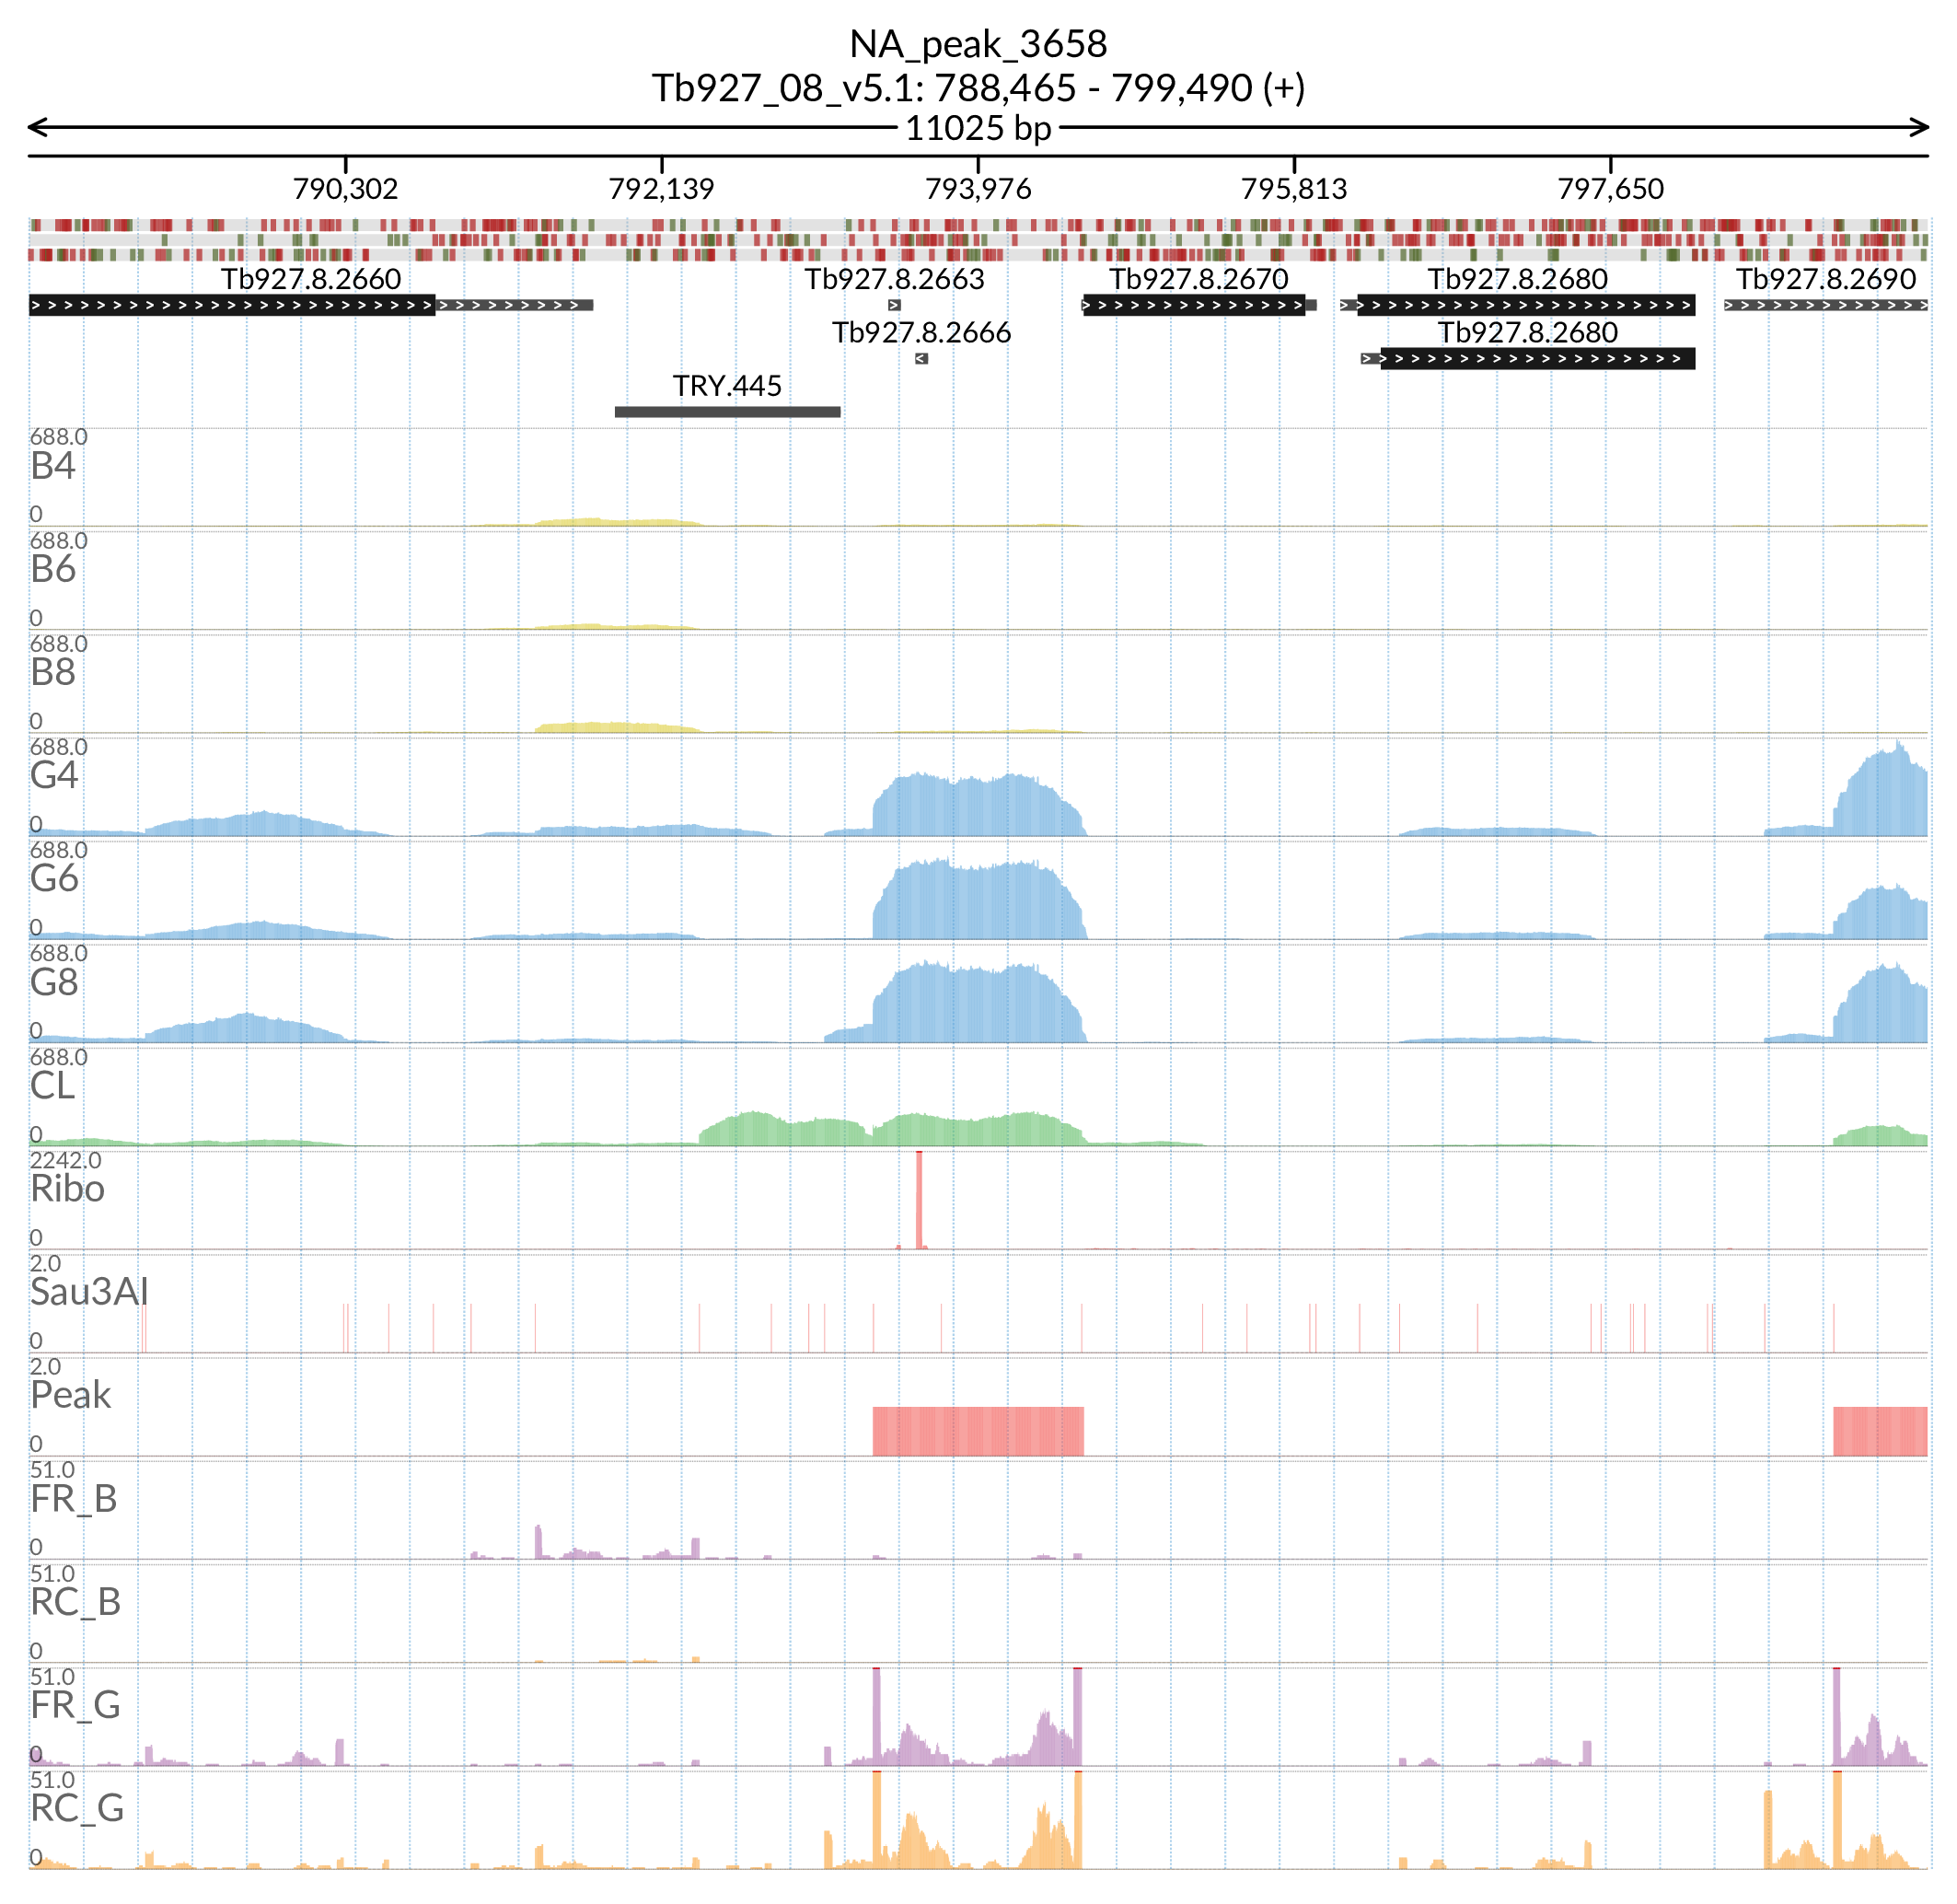 NA_peak_3658
Tb927_08_v5.1: 788,465 - 799,490 (+)
11025 bp
790,302 792,139 793,976 795,813 797,650
Tb927.8.2660 Tb927.8.2663 Tb927.8.2670 Tb927.8.2680 Tb927.8.2690
Tb927.8.2666 Tb927.8.2680
TRY.445
688.0
B4
0
688.0
B6
0
688.0
B8
0
688.0
G4
0
688.0
G6
0
688.0
G8
0
688.0
CL
0
2242.0
Ribo
0
2.0
Sau3AI
0
2.0
Peak
0
51.0
FR_B
0
51.0
RC_B
0
51.0
FR_G
0
51.0
RC_G
0